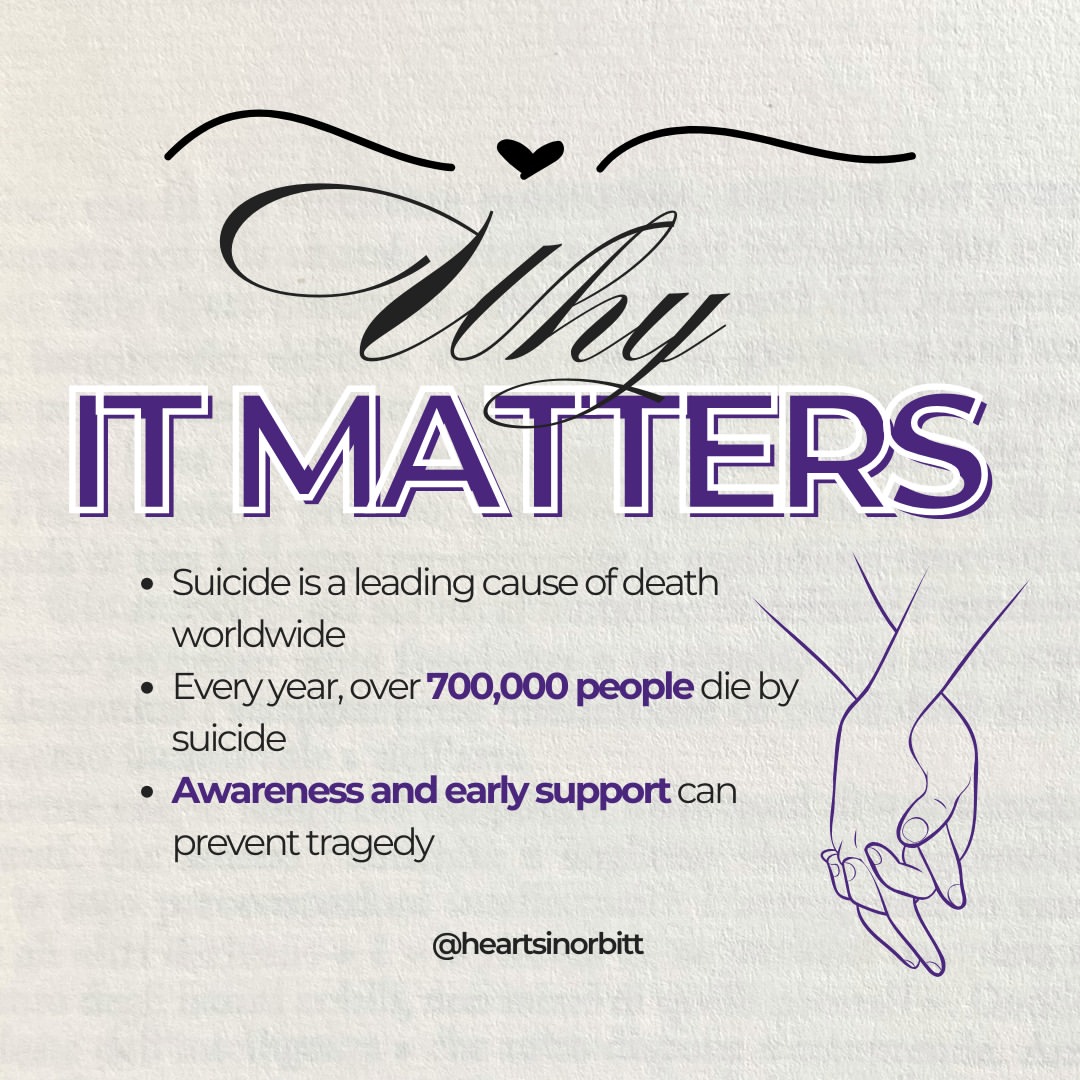 Why
IT MATTERS
• Suicide is a leading cause of death
worldwide
• Every year, over 700,000 people die by
suicide
• Awareness and early support can
prevent tragedy
@heartsinorbitt